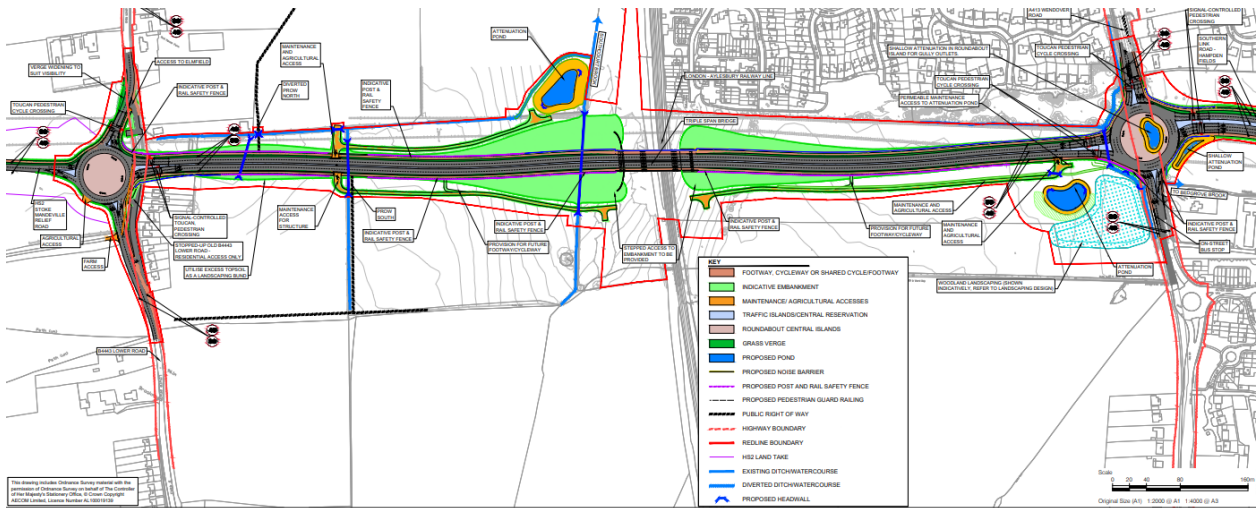 A413 WENDOVER
ROAD
SIGNAL-CONTROLLED
PEDESTRIAN
CROSSING
TOUCAN PEDESTRIAN
CYCLE CROSSING
SOUTHERN
LINK
ROAD -
HAMPDEN
FIELDS
SHALLOW ATTENUATION IN ROUNDABOUT
ISLAND FOR GULLY OUTLETS.
TOUCAN PEDESTRIAN
CYCLE CROSSING
PERMEABLE MAINTENANCE
ACCESS TO ATTENUATION POND
ATTENUATION
POND
MAINTENANCE
AND
AGRICULTURAL
ACCESS
VERGE WIDENING TO
SUIT VISIBILITY
ACCESS TO ELMFIELD
INDICATIVE POST &
RAIL SAFETY FENCE
DIVERTED
PROW
NORTH
INDICATIVE
POST &
RAIL
SAFETY
FENCE
LONDON - AYLESBURY RAILWAY LINE
TRIPLE SPAN BRIDGE
TOUCAN PEDESTRIAN
CYCLE CROSSING
SHALLOW
ATTENUATION
POND
TO BEDGROVE BROOK
HS2
STOKE
MANDEVILLE
RELIEF
ROAD
AGRICULTURAL
ACCESS
FARM
ACCESS
SIGNAL-CONTROLLED
TOUCAN,
PEDESTRIAN
CROSSING
STOPPED-UP OLD B4443
LOWER ROAD -
RESIDENTIAL ACCESS ONLY
UTILISE EXCESS TOPSOIL
AS A LANDSCAPING BUND
MAINTENANCE
ACCESS
FOR
STRUCTURE
PROW
SOUTH
INDICATIVE POST &
RAIL SAFETY FENCE
INDICATIVE POST &
RAIL SAFETY FENCE
PROVISION FOR FUTURE
FOOTWAY/CYCLEWAY
STEPPED ACCESS TO
EMBANKMENT TO BE
PROVIDED
INDICATIVE POST &
RAIL SAFETY FENCE
MAINTENANCE AND
AGRICULTURAL ACCESS
PROVISION FOR FUTURE
FOOTWAY/CYCLEWAY
MAINTENANCE
AND
AGRICULTURAL
ACCESS
INDICATIVE POST &
RAIL SAFETY FENCE
ON-STREET
BUS STOP
ATTENUATION
POND
WOODLAND LANDSCAPING (SHOWN
INDICATIVELY, REFER TO LANDSCAPING DESIGN)
B4443 LOWER ROAD
KEY
FOOTWAY, CYCLEWAY OR SHARED CYCLE/FOOTWAY
INDICATIVE EMBANKMENT
MAINTENANCE/ AGRICULTURAL ACCESSES
TRAFFIC ISLANDS/CENTRAL RESERVATION
ROUNDABOUT CENTRAL ISLANDS
GRASS VERGE
PROPOSED POND
PROPOSED NOISE BARRIER
PROPOSED POST AND RAIL SAFETY FENCE
PROPOSED PEDESTRIAN GUARD RAILING
PUBLIC RIGHT OF WAY
HIGHWAY BOUNDARY
REDLINE BOUNDARY
HS2 LAND TAKE
EXISTING DITCH/WATERCOURSE
DIVERTED DITCH/WATERCOURSE
PROPOSED HEADWALL
This drawing includes Ordnance Survey material with the
permission of Ordnance Survey on behalf of The Controller
of Her Majesty's Stationery Office, © Crown Copyright
AECOM Limited, Licence Number AL100019139
Scale
0 20 40 80 120 160m
Original Size (A1) 1:2000 @ A1 1:4000 @ A3